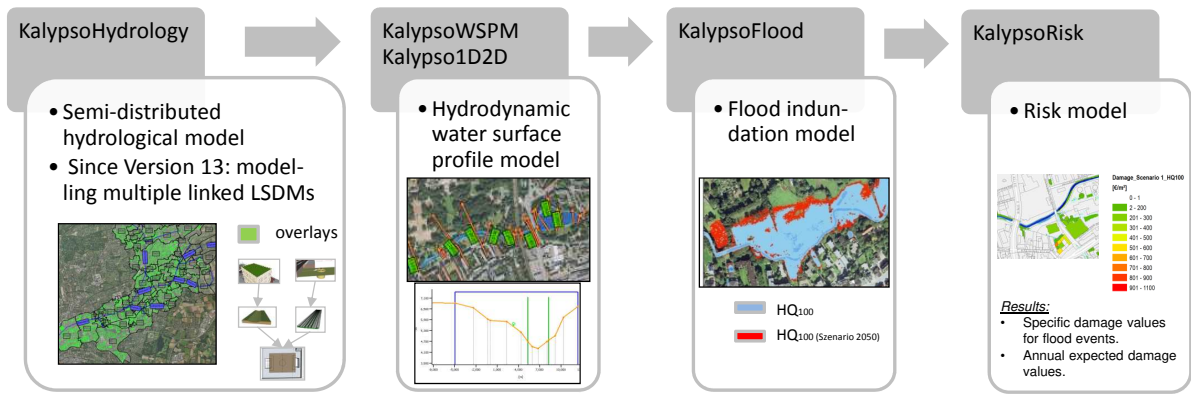 KalypsoHydrology
• Semi-distributed
hydrological model
• Since Version 13: model-
ling multiple linked LSDMs
overlays
KalypsoWSPM
Kalypso1D2D
• Hydrodynamic
water surface
profile model
KalypsoFlood
• Flood indun-
dation model
HQ100
HQ100 (Szenario 2050)
KalypsoRisk
• Risk model
Damage_Scenario 1_HQ100
[€/m²]
0 - 1
2 - 200
201 - 300
301 - 400
401 - 500
501 - 600
601 - 700
701 - 800
801 - 900
901 - 1100
Results:
• Specific damage values
for flood events.
• Annual expected damage
values.